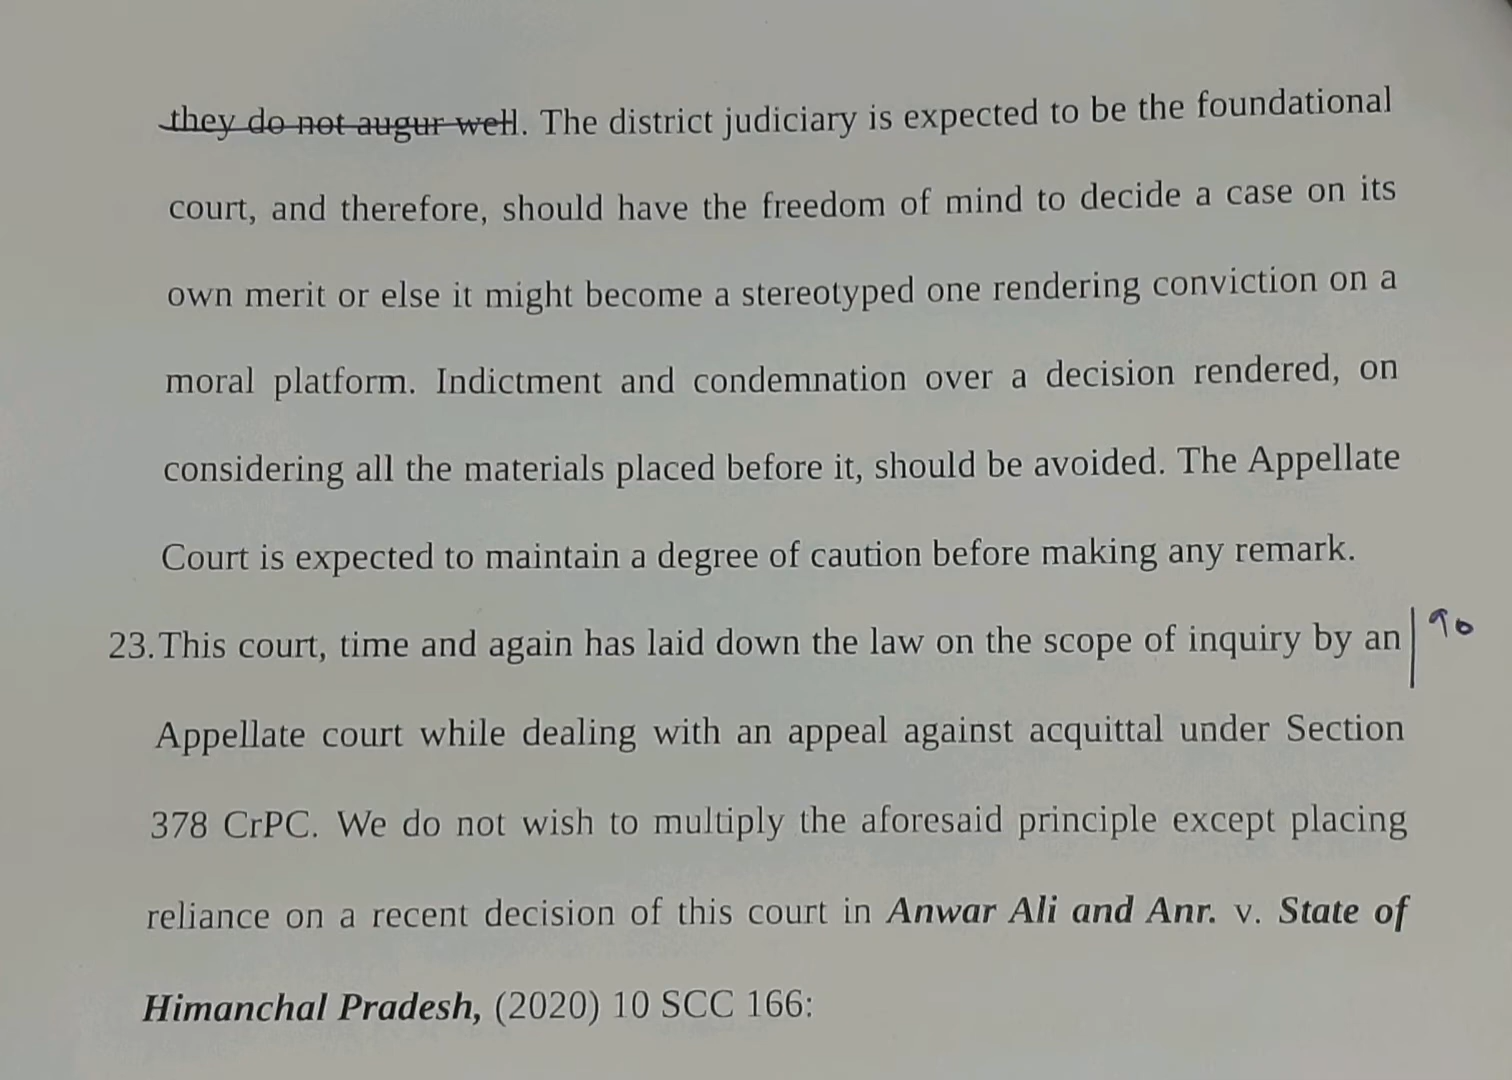 they do not augur well. The district judiciary is expected to be the foundational
court, and therefore, should have the freedom of mind to decide a case on its
own merit or else it might become a stereotyped one rendering conviction on a
moral platform. Indictment and condemnation over a decision rendered, on
considering all the materials placed before it, should be avoided. The Appellate
Court is expected to maintain a degree of caution before making any remark.
23. This court, time and again has laid down the law on the scope of inquiry by an
Appellate court while dealing with an appeal against acquittal under Section
378 CrPC. We do not wish to multiply the aforesaid principle except placing
reliance on a recent decision of this court in Anwar Ali and Anr. v. State of
Himanchal Pradesh, (2020) 10 SCC 166: